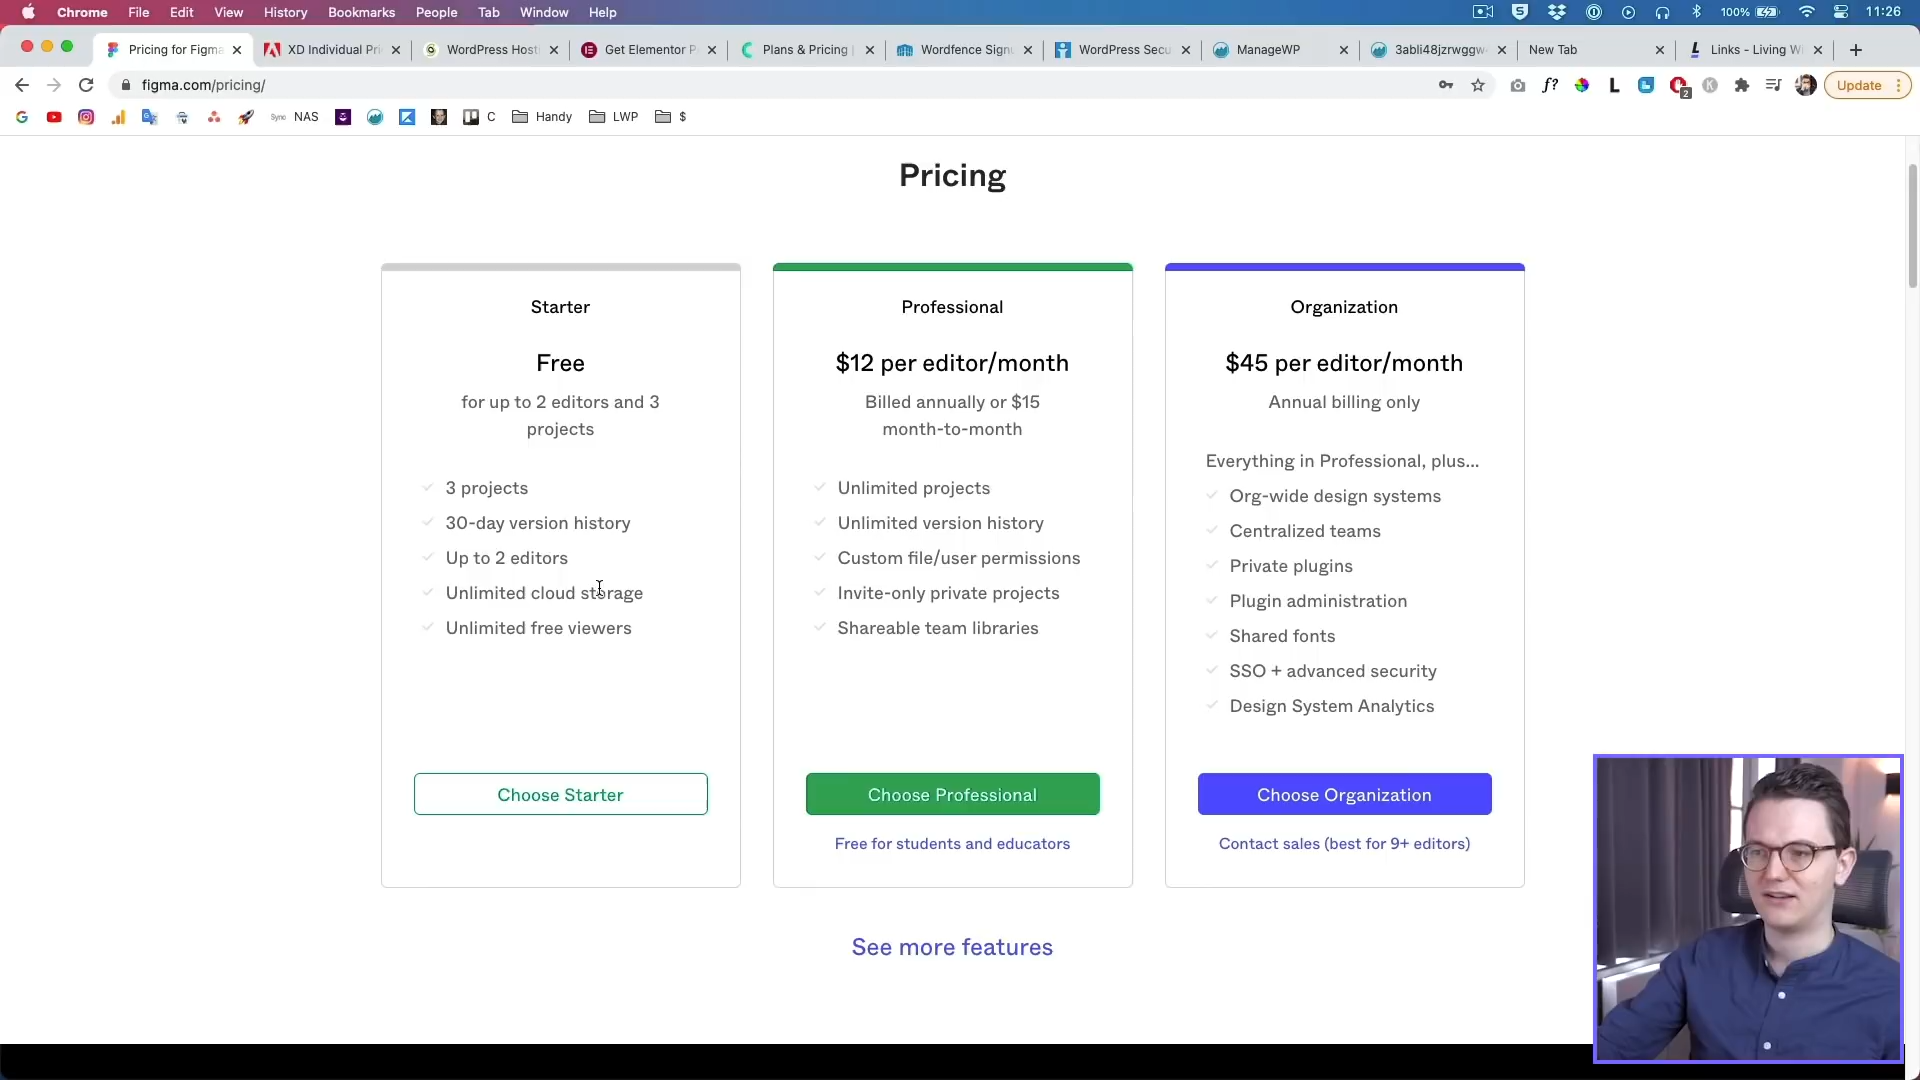 Chrome File Edit View History Bookmarks People Tab Window Help 100% 11:26
Pricing for Figma XD Individual Pri WordPress Host Get Elementor P Plans & Pricing Wordfence Sign WordPress Secu ManageWP 3abli48jzrwggw New Tab Links - Living W
figma.com/pricing/ f? L K 2 Update
G Sync NAS C Handy LWP $
Pricing
Starter
Free
for up to 2 editors and 3
projects
3 projects
30-day version history
Up to 2 editors
Unlimited cloud storage
Unlimited free viewers
Choose Starter
Professional
$12 per editor/month
Billed annually or $15
month-to-month
Unlimited projects
Unlimited version history
Custom file/user permissions
Invite-only private projects
Shareable team libraries
Choose Professional
Free for students and educators
Organization
$45 per editor/month
Annual billing only
Everything in Professional, plus...
Org-wide design systems
Centralized teams
Private plugins
Plugin administration
Shared fonts
SSO + advanced security
Design System Analytics
Choose Organization
Contact sales (best for 9+ editors)
See more features